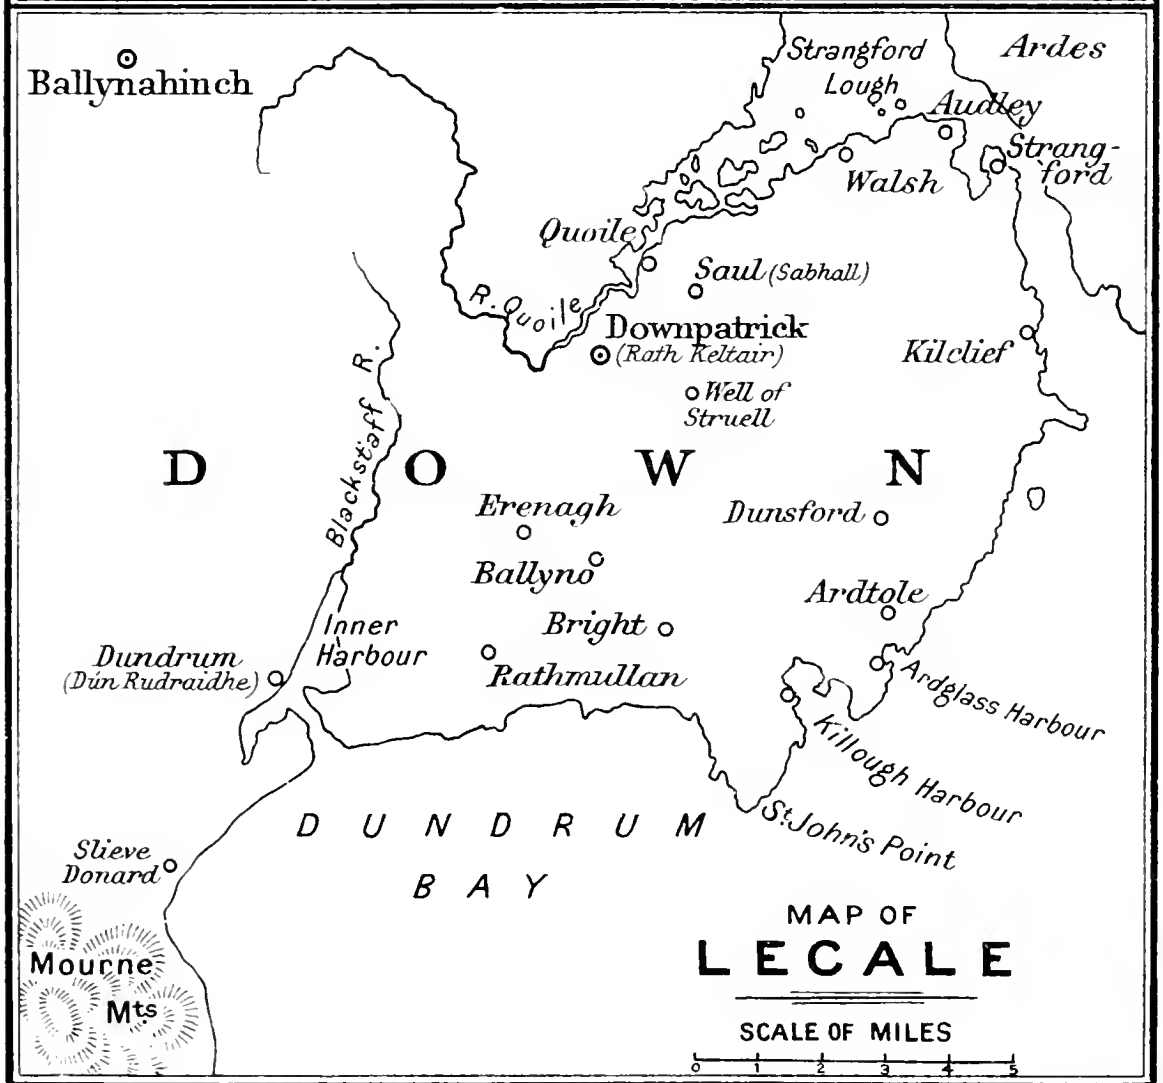 Ballynahinch
Strangford
Lough
Ardes
Audley
Strang-
ford
Walsh
Quoile
Saul (Sabhall)
R. Quoile
Downpatrick
(Rath Keltair)
Kilclief
Well of
Struell
Blackstaff R.
D O W N
Erenagh
Dunsford
Ballyno
Ardtole
Bright
Inner
Harbour
Dundrum
(Dún Rudraidhe)
Rathmullan
Ardglass Harbour
Killough Harbour
St. John's Point
DUNDRUM
BAY
Slieve
Donard
Mourne
Mts
MAP OF
LECALE
SCALE OF MILES
0 1 2 3 4 5